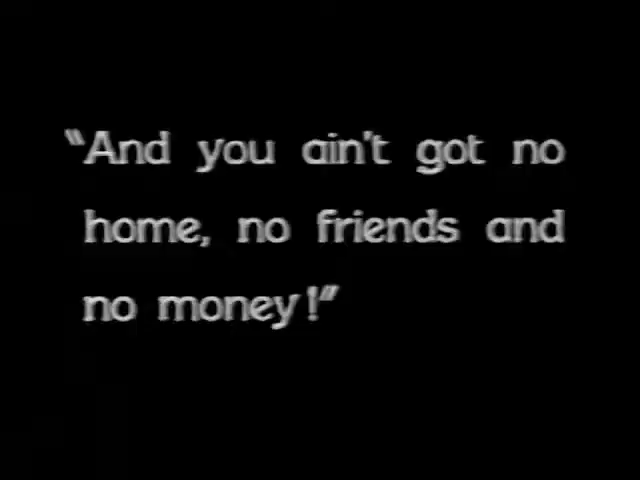 “And you ain't got no
home, no friends and
no money!”